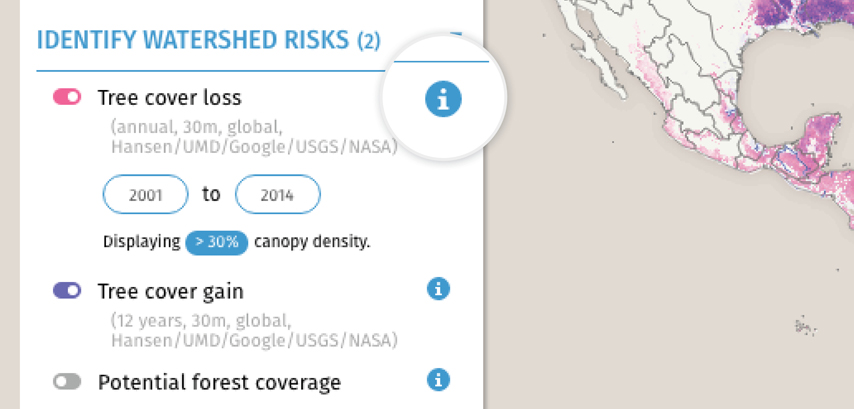 IDENTIFY WATERSHED RISKS (2)
Tree cover loss
(annual, 30m, global,
Hansen/UMD/Google/USGS/NASA)
2001 to 2014
Displaying > 30% canopy density.
Tree cover gain
(12 years, 30m, global,
Hansen/UMD/Google/USGS/NASA)
Potential forest coverage